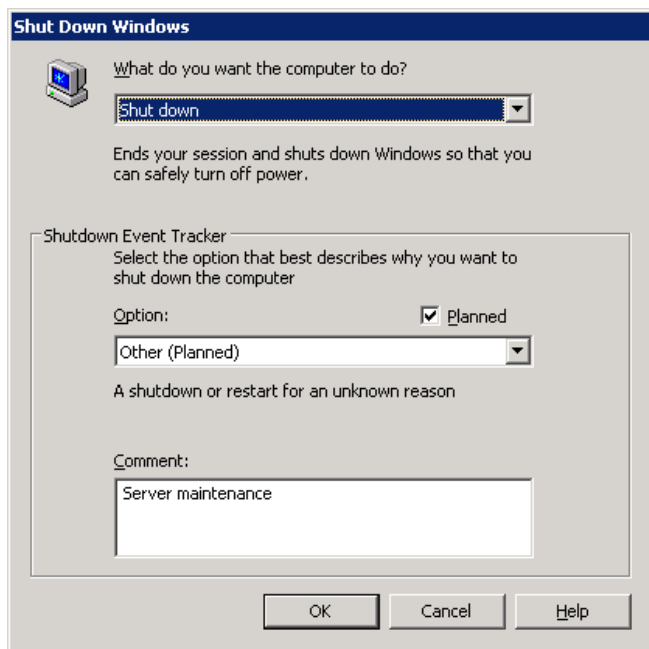 Shut Down Windows
What do you want the computer to do?
Shut down
Ends your session and shuts down Windows so that you
can safely turn off power.
Shutdown Event Tracker
Select the option that best describes why you want to
shut down the computer
Option:
Planned
Other (Planned)
A shutdown or restart for an unknown reason
Comment:
Server maintenance
OK
Cancel
Help